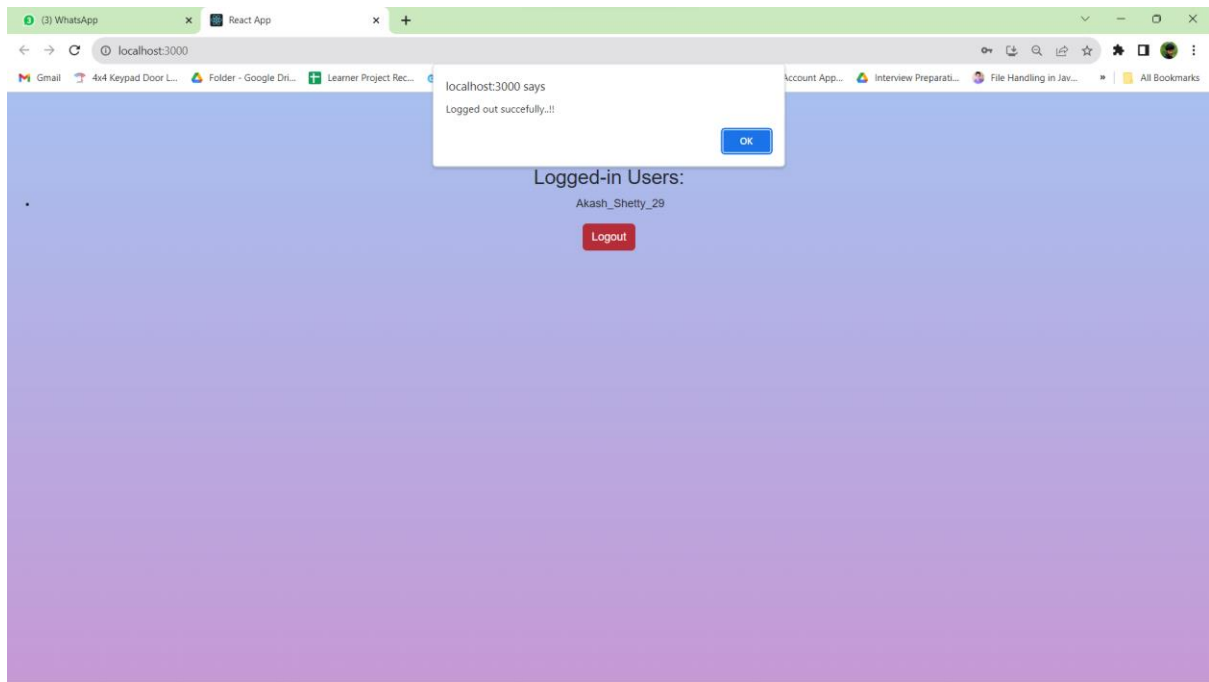 (3) WhatsApp
React App
localhost:3000
Gmail 4x4 Keypad Door L... Folder - Google Dri... Learner Project Rec... Account App... Interview Preparati... File Handling in Jav... » All Bookmarks
localhost:3000 says
Logged out succefully..!!
OK
Logged-in Users:
Akash_Shetty_29
Logout